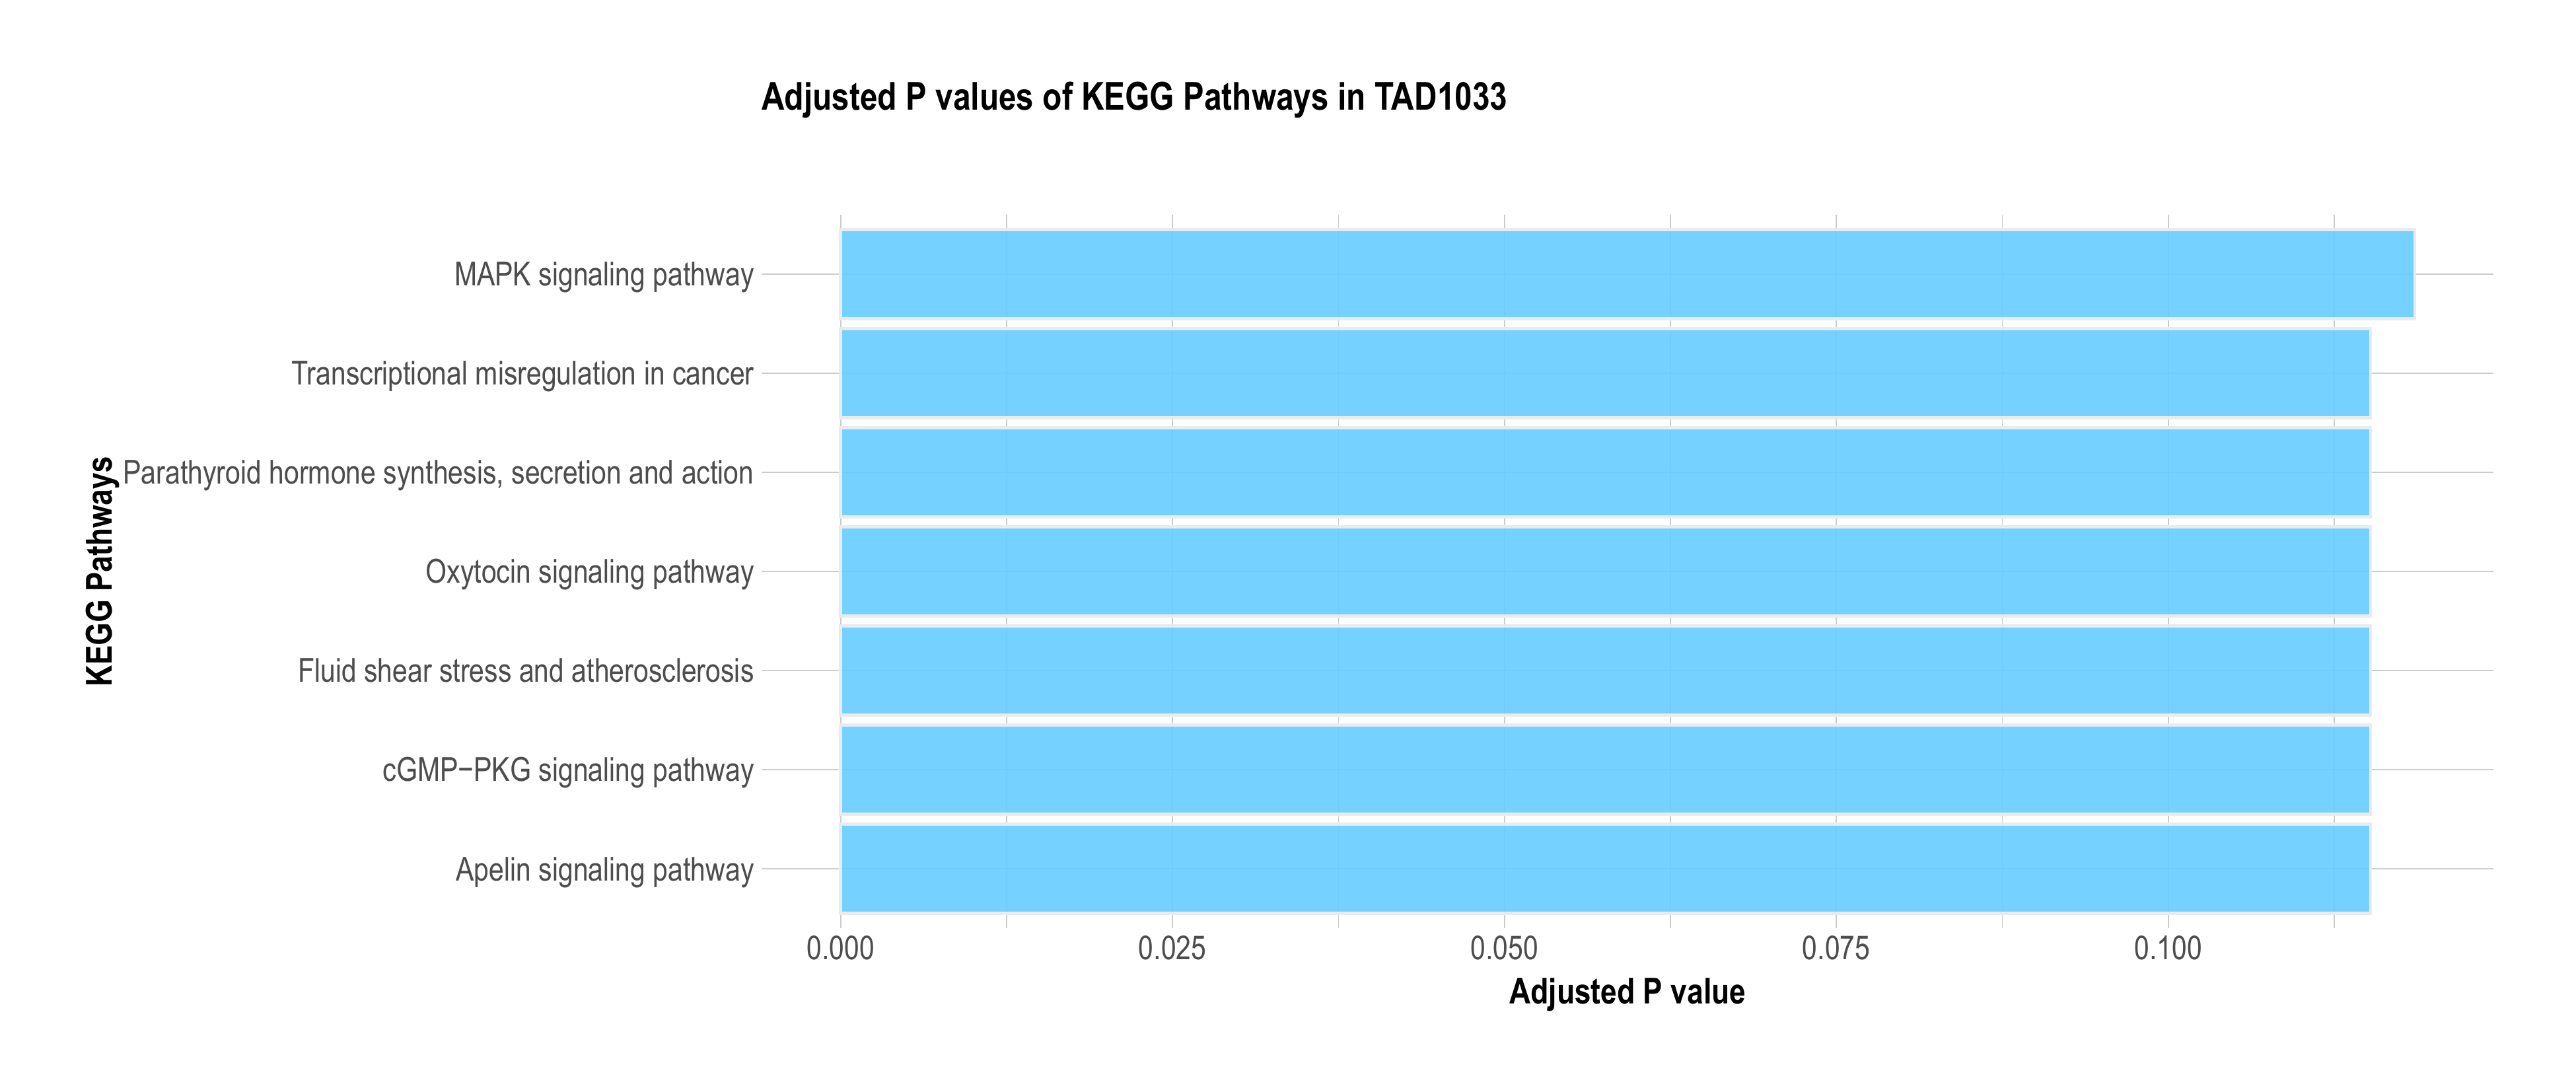 Adjusted P values of KEGG Pathways in TAD1033
KEGG Pathways
MAPK signaling pathway
Transcriptional misregulation in cancer
Parathyroid hormone synthesis, secretion and action
Oxytocin signaling pathway
Fluid shear stress and atherosclerosis
cGMP−PKG signaling pathway
Apelin signaling pathway
0.000 0.025 0.050 0.075 0.100
Adjusted P value